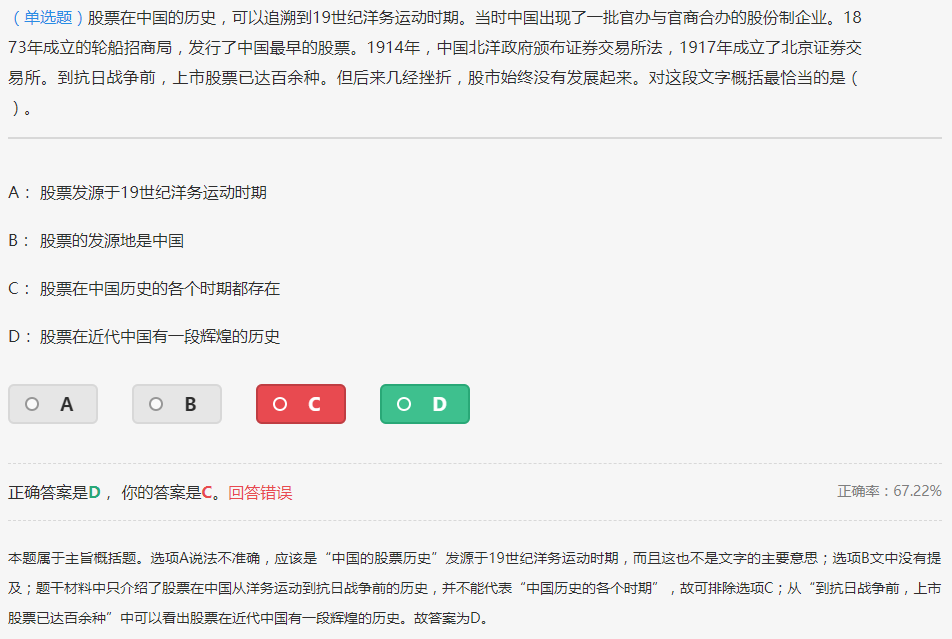 （单选题）股票在中国的历史，可以追溯到19世纪洋务运动时期。当时中国出现了一批官办与官商合办的股份制企业。18
73年成立的轮船招商局，发行了中国最早的股票。1914年，中国北洋政府颁布证券交易所法，1917年成立了北京证券交
易所。到抗日战争前，上市股票已达百余种。但后来几经挫折，股市始终没有发展起来。对这段文字概括最恰当的是（
）。
A： 股票发源于19世纪洋务运动时期
B： 股票的发源地是中国
C： 股票在中国历史的各个时期都存在
D： 股票在近代中国有一段辉煌的历史
A B C D
正确答案是D， 你的答案是C。回答错误 正确率：67.22%
本题属于主旨概括题。选项A说法不准确，应该是“中国的股票历史”发源于19世纪洋务运动时期，而且这也不是文字的主要意思；选项B文中没有提
及；题干材料中只介绍了股票在中国从洋务运动到抗日战争前的历史，并不能代表“中国历史的各个时期”，故可排除选项C；从“到抗日战争前，上市
股票已达百余种”中可以看出股票在近代中国有一段辉煌的历史。故答案为D。